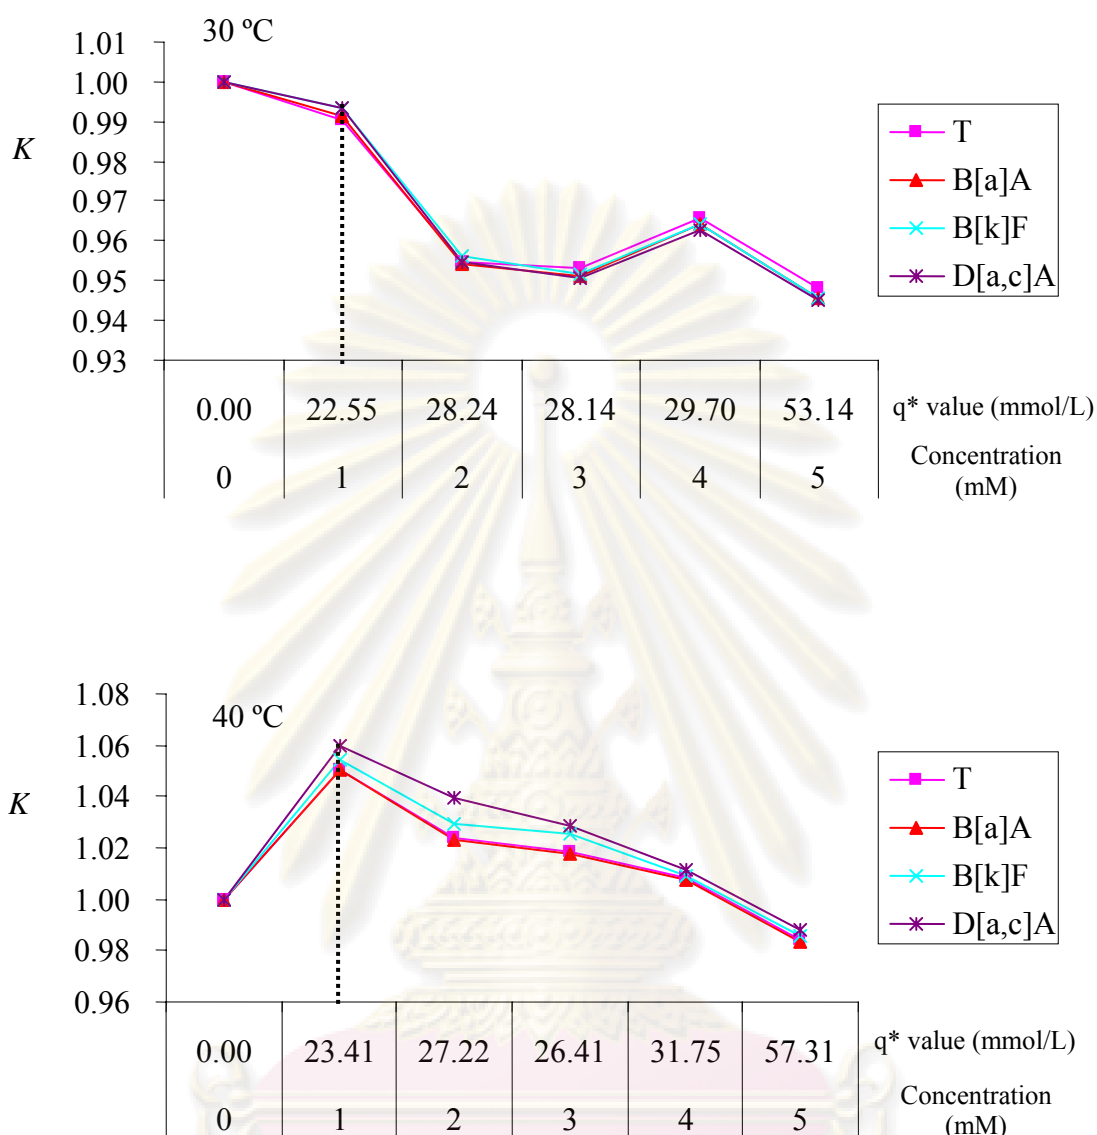 30 ºC
1.01
1.00
0.99
0.98
0.97
0.96
0.95
0.94
0.93
K
T
B[a]A
B[k]F
D[a,c]A
0.00 22.55 28.24 28.14 29.70 53.14 q* value (mmol/L)
0 1 2 3 4 5 Concentration
(mM)
40 ºC
1.08
1.06
1.04
1.02
1.00
0.98
0.96
K
T
B[a]A
B[k]F
D[a,c]A
0.00 23.41 27.22 26.41 31.75 57.31 q* value (mmol/L)
0 1 2 3 4 5 Concentration
(mM)